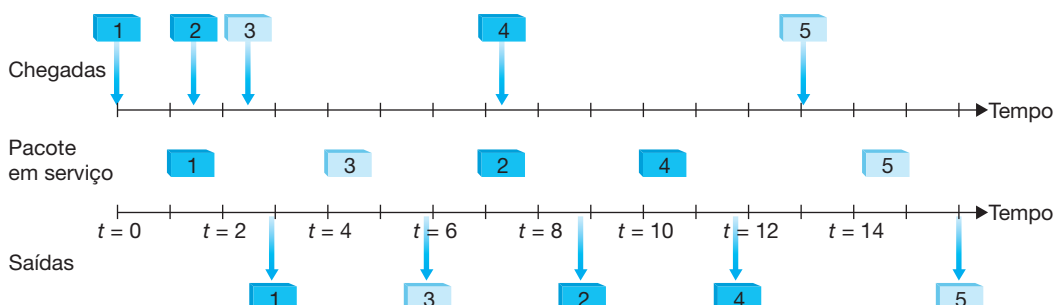 1 2 3 4 5
Chegadas
Tempo
Pacote
em serviço
1 3 2 4 5
Tempo
t = 0 t = 2 t = 4 t = 6 t = 8 t = 10 t = 12 t = 14
Saídas
1 3 2 4 5